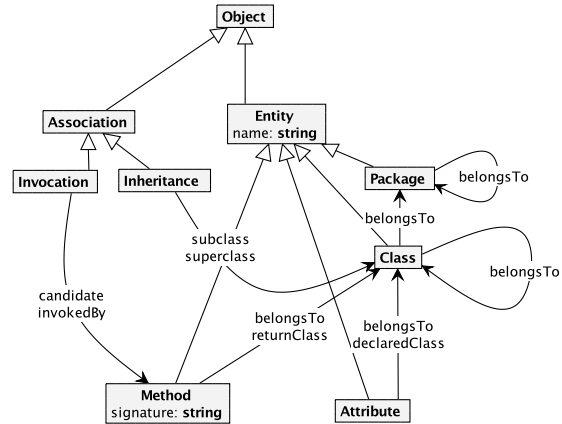 Object
Entity
name: string
Association
Invocation
Inheritance
Package
belongsTo
belongsTo
subclass
superclass
Class
belongsTo
candidate
invokedBy
belongsTo
returnClass
belongsTo
declaredClass
Method
signature: string
Attribute